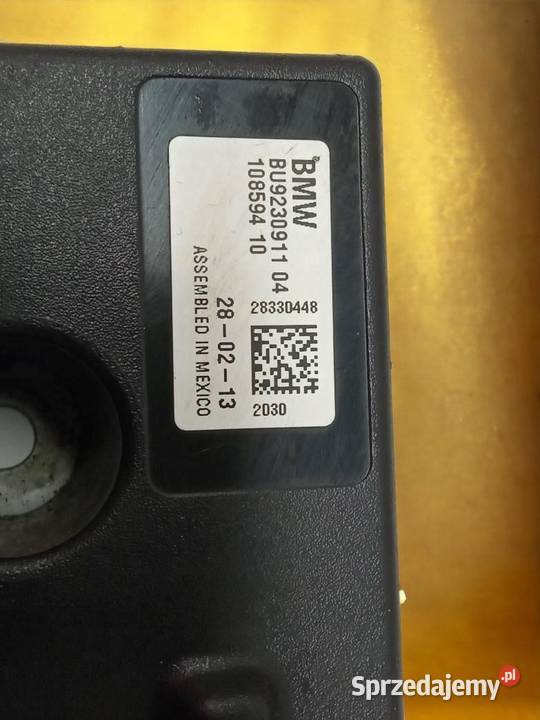 BMW
BU9230911 04
108594 10
28330448
28-02-13
2030
ASSEMBLED IN MEXICO
Sprzedajemy.pl